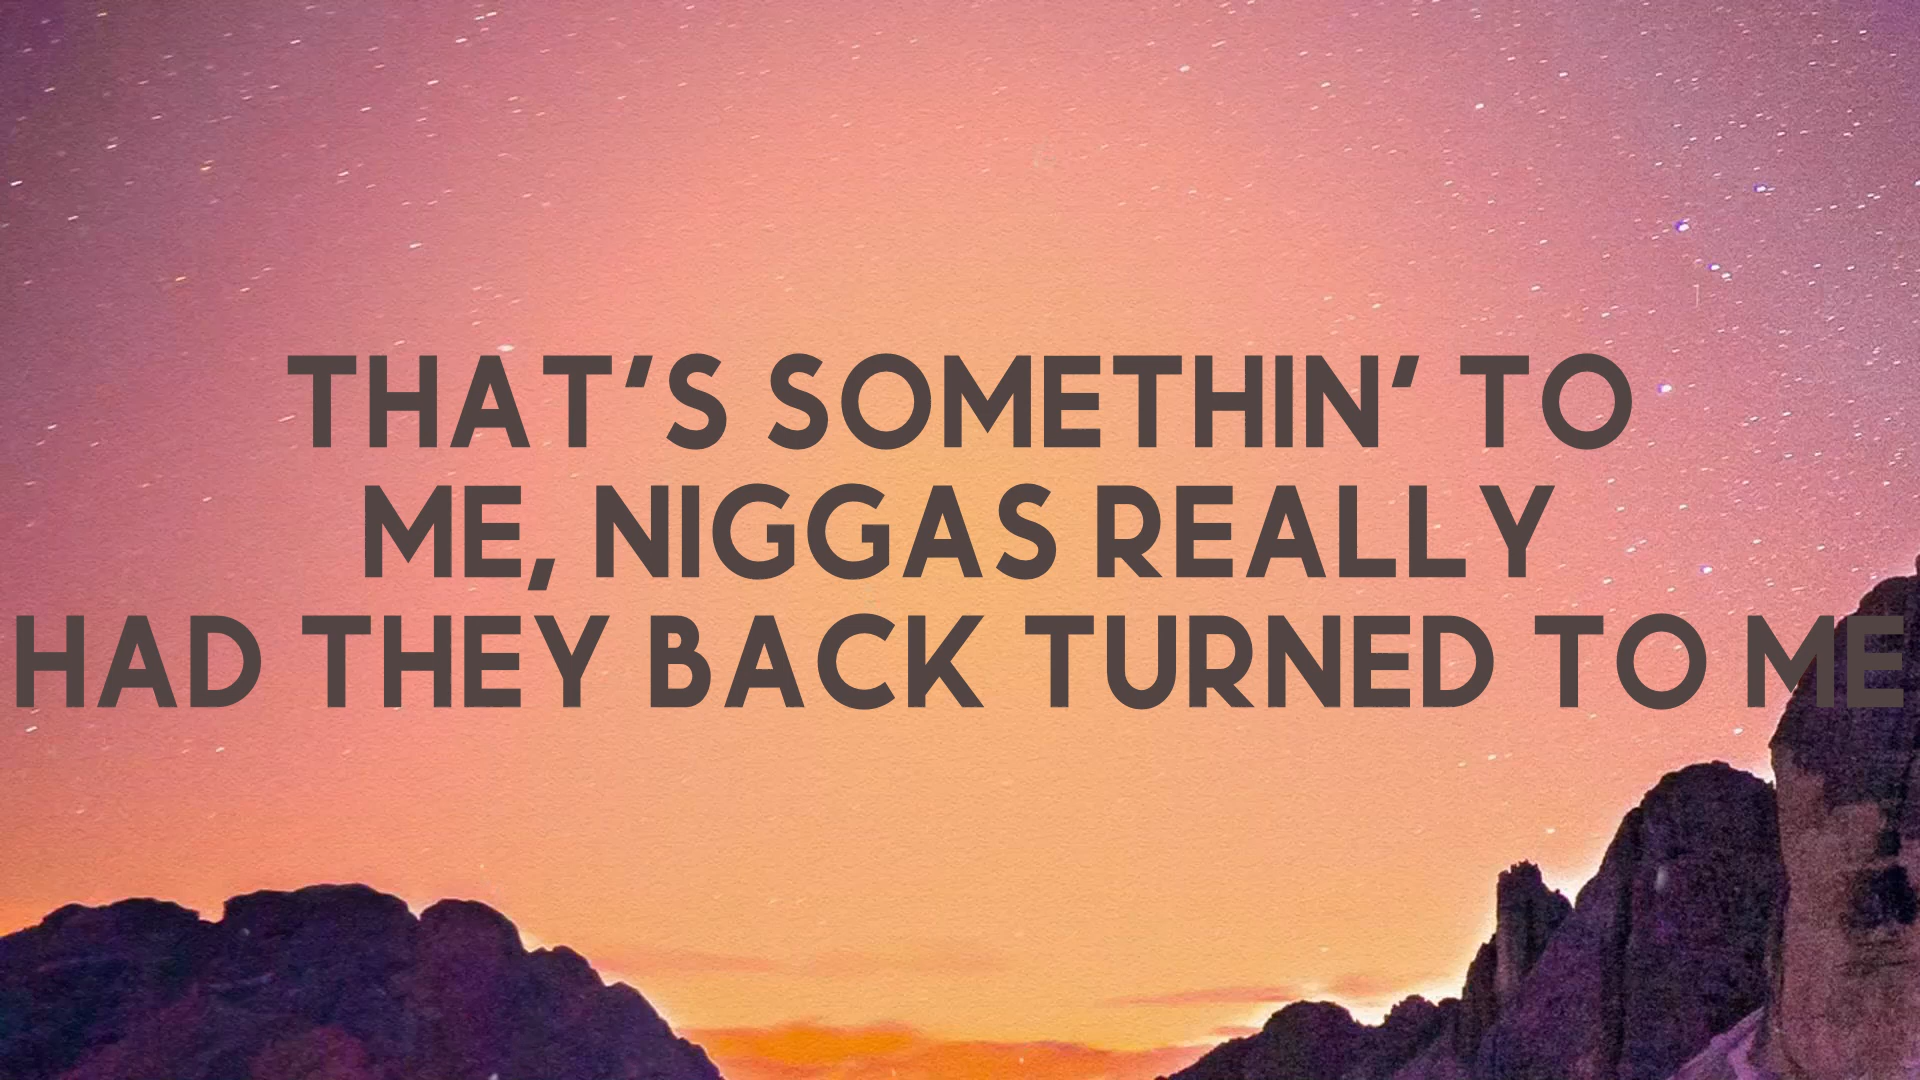 THAT'S SOMETHIN' TO
ME, NIGGAS REALLY
HAD THEY BACK TURNED TO ME